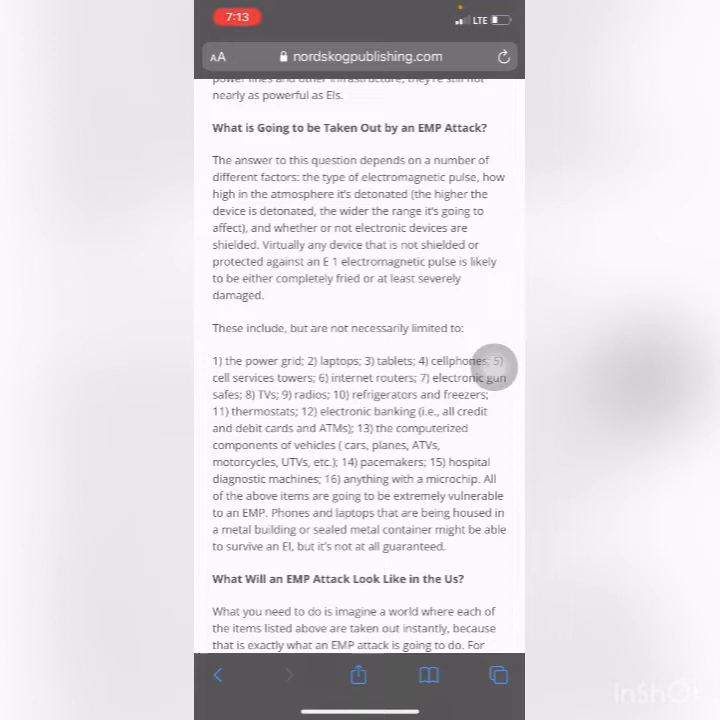 7:13
LTE
AA
nordskogpublishing.com
power lines and other infrastructure, they're still not
nearly as powerful as EIs.
What is Going to be Taken Out by an EMP Attack?
The answer to this question depends on a number of
different factors: the type of electromagnetic pulse, how
high in the atmosphere it's detonated (the higher the
device is detonated, the wider the range it's going to
affect), and whether or not electronic devices are
shielded. Virtually any device that is not shielded or
protected against an E 1 electromagnetic pulse is likely
to be either completely fried or at least severely
damaged.
These include, but are not necessarily limited to:
1) the power grid; 2) laptops; 3) tablets; 4) cellphones; 5)
cell services towers; 6) internet routers; 7) electronic gun
safes; 8) TVs; 9) radios; 10) refrigerators and freezers;
11) thermostats; 12) electronic banking (i.e., all credit
and debit cards and ATMs); 13) the computerized
components of vehicles ( cars, planes, ATVs,
motorcycles, UTVs, etc.); 14) pacemakers; 15) hospital
diagnostic machines; 16) anything with a microchip. All
of the above items are going to be extremely vulnerable
to an EMP. Phones and laptops that are being housed in
a metal building or sealed metal container might be able
to survive an EI, but it's not at all guaranteed.
What Will an EMP Attack Look Like in the Us?
What you need to do is imagine a world where each of
the items listed above are taken out instantly, because
that is exactly what an EMP attack is going to do. For
InShOt